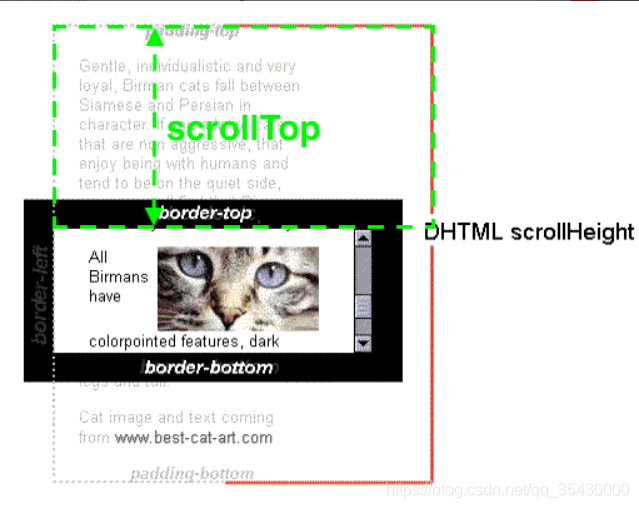 padding-top
Gentle, individualistic and very
loyal, Birman cats fall between
Siamese and Persian in
character. If
scrollTop
that are non aggressive, that
enjoy being with humans and
tend to be on the quiet side,
border-top
DHTML scrollHeight
border-left
All
Birmans
have
colorpointed features, dark
border-bottom
legs and tail.
Cat image and text coming
from www.best-cat-art.com
padding-bottom
https://blog.csdn.net/qq_35430000